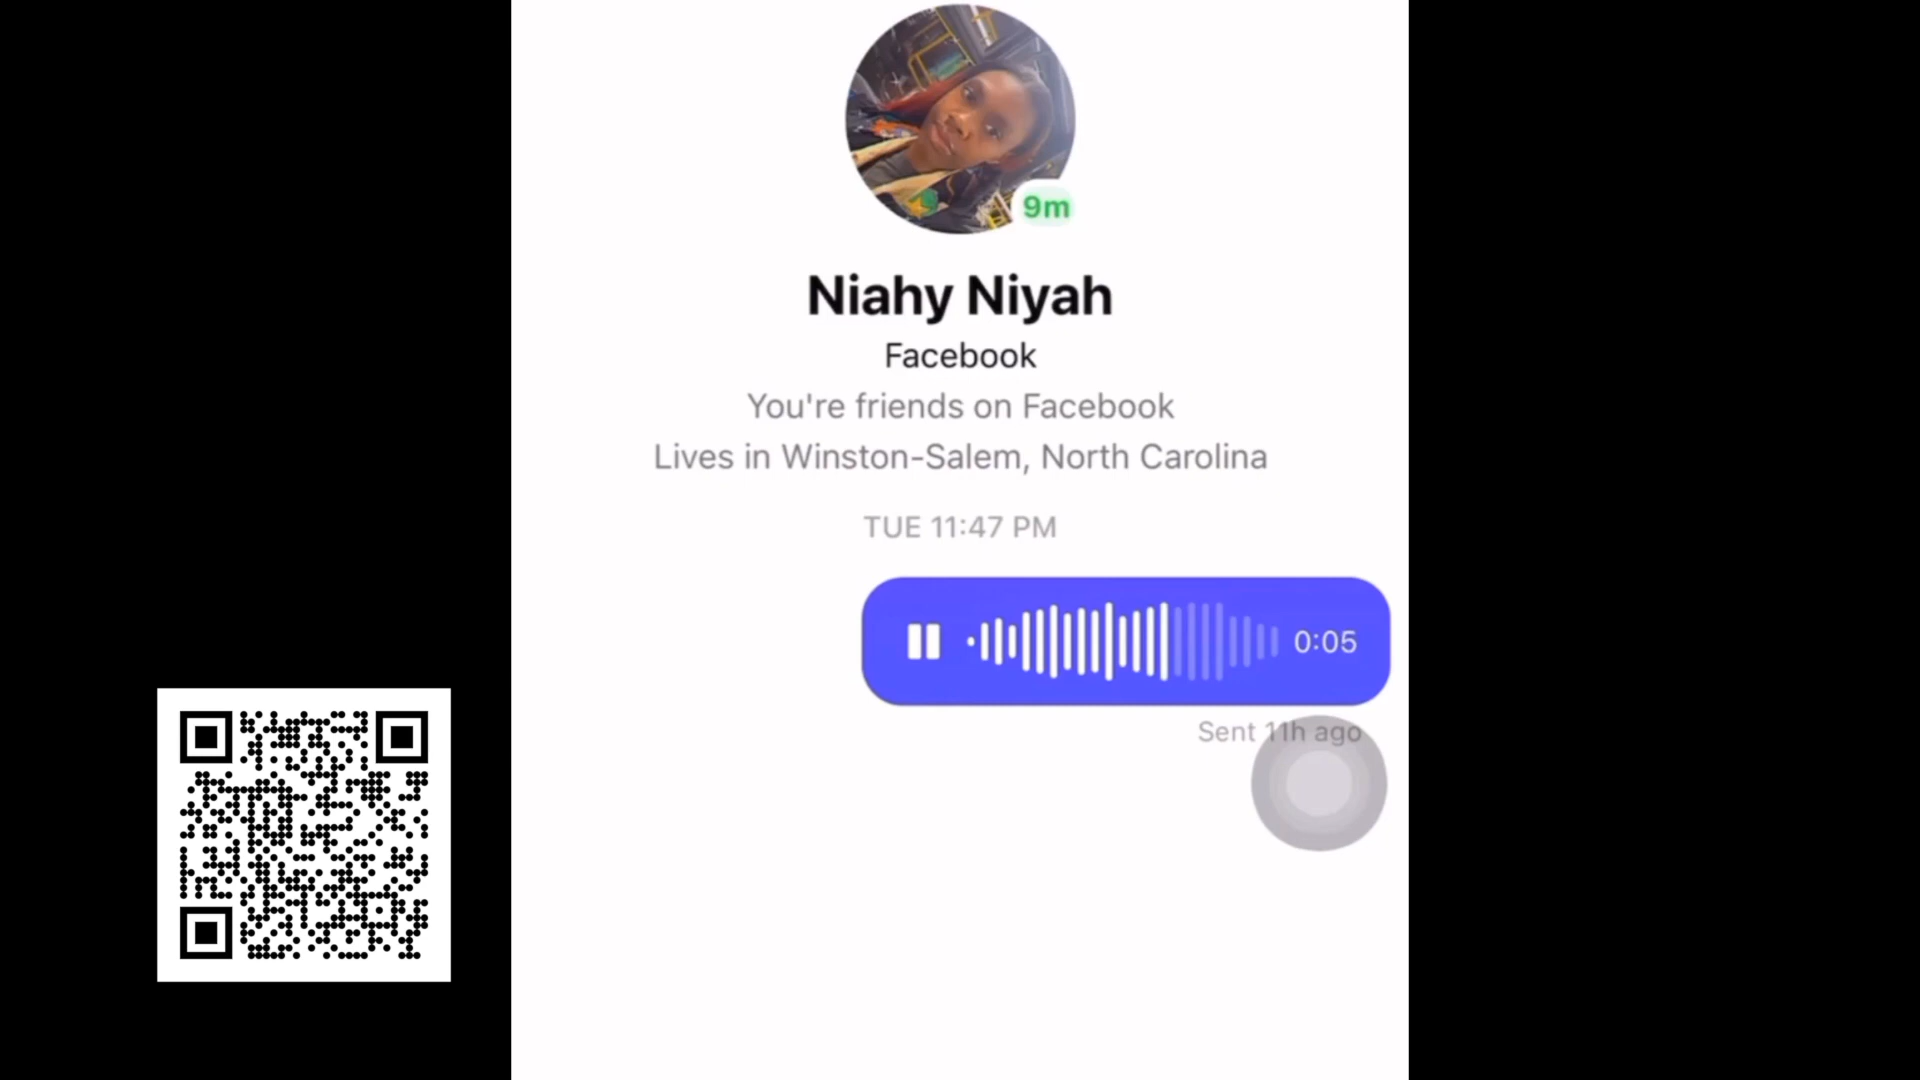 9m
Niahy Niyah
Facebook
You're friends on Facebook
Lives in Winston-Salem, North Carolina
TUE 11:47 PM
0:05
Sent 11h ago